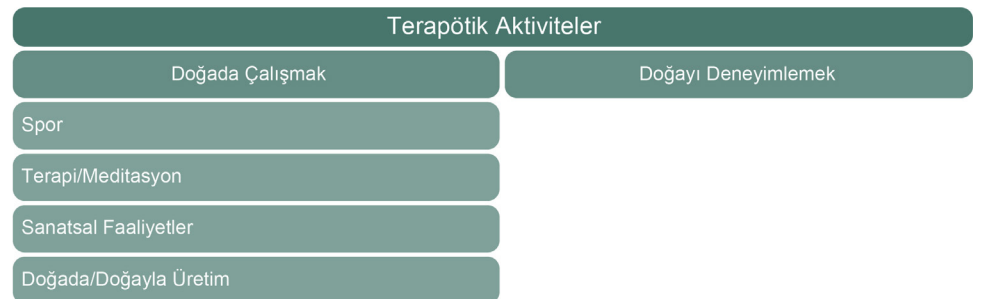 Terapötik Aktiviteler
Doğada Çalışmak
Doğayı Deneyimlemek
Spor
Terapi/Meditasyon
Sanatsal Faaliyetler
Doğada/Doğayla Üretim